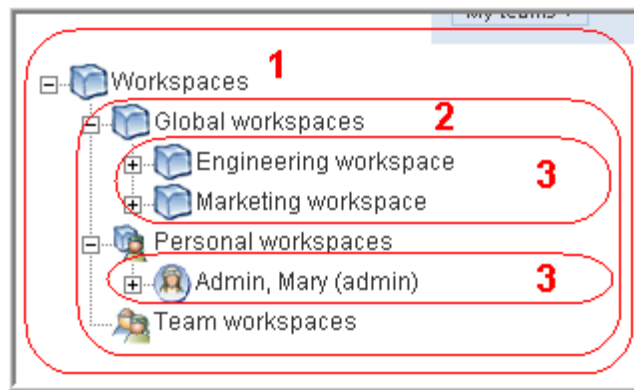 My teams
1
Workspaces
Global workspaces 2
Engineering workspace 3
Marketing workspace
Personal workspaces
Admin, Mary (admin) 3
Team workspaces